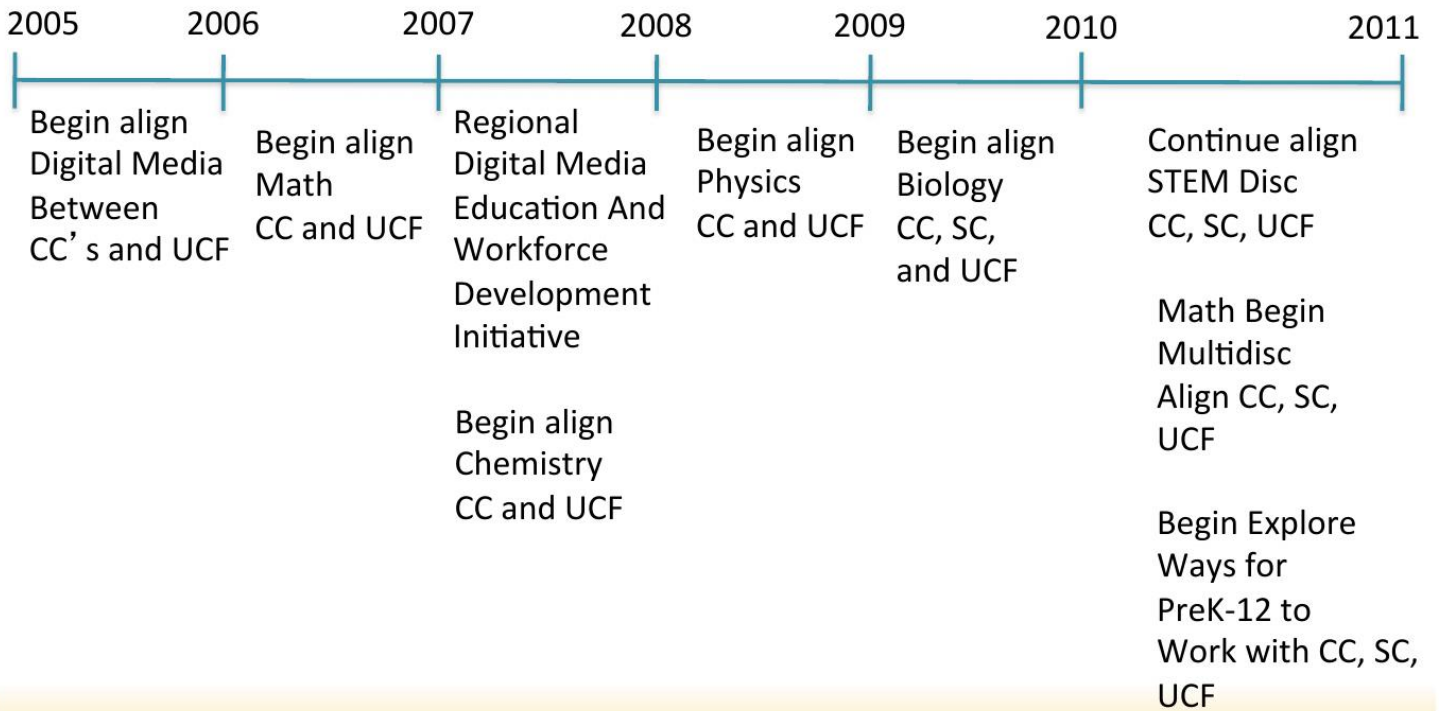 2005 2006 2007 2008 2009 2010 2011
Begin align
Digital Media
Between
CC's and UCF
Begin align
Math
CC and UCF
Regional
Digital Media
Education And
Workforce
Development
Initiative
Begin align
Chemistry
CC and UCF
Begin align
Physics
CC and UCF
Begin align
Biology
CC, SC,
and UCF
Continue align
STEM Disc
CC, SC, UCF
Math Begin
Multidisc
Align CC, SC,
UCF
Begin Explore
Ways for
PreK-12 to
Work with CC, SC,
UCF